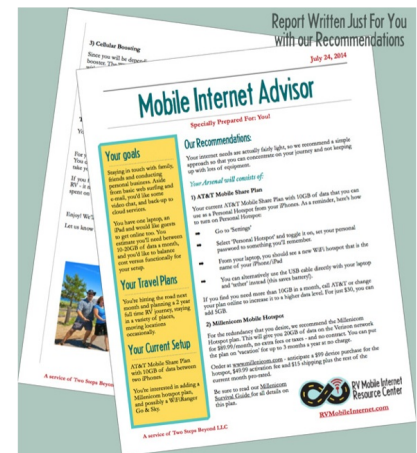 Report Written Just For You
with our Recommendations
3) Cellular Boosting
Since you will be
booster. The
Enjoy! We'll
Let us know
July 24, 2014
Mobile Internet Advisor
Specially Prepared For: You!
Your goals
Staying in touch with family,
friends and conducting
personal business. Aside
from basic web surfing and
e-mail, you'd like some
video chat, and back-up to
cloud services.
You have one laptop, an
iPad and would like guests
to get online too. You
estimate you'll need between
10-20GB of data a month,
and you'd like to balance
cost versus functionality for
your setup.
Your Travel Plans
You're hitting the road next
month and planning a 2 year
full time RV journey, staying
in a variety of places,
moving locations
occasionally.
Your Current Setup
AT&T Mobile Share Plan
with 10GB of data between
two iPhones.
You're interested in adding a
Millenicom hotspot plan,
and possibly a WiFiRanger
Go & Sky.
Our Recommendations:
Your internet needs are actually fairly light, so we recommend a simple
approach so that you can concentrate on your journey and not keeping
up with loss of equipment.
Your Arsenal will consists of:
1) AT&T Mobile Share Plan
Your current AT&T Mobile Share Plan with 10GB of data that you can
use as a Personal Hotspot from your iPhones. As a reminder, here's how
to turn on Personal Hotspot:
Go to 'Settings'
Select 'Personal Hotspot' and toggle it on, set your personal
password to something you'll remember.
From your laptop, you should see a new WiFi hotspot that is the
name of your iPhone/iPad.
You can alternatively use the USB cable directly with your laptop
and 'tether' instead (this saves battery!).
If you find you need more than 10GB in a month, call AT&T or change
your plan online to increase it to a higher data level. For just $30, you can
add 5GB.
2) Millenicom Mobile Hotspot
For the redundancy that you desire, we recommend the Millenicom
Hotspot plan. This will give you 20GB of data on the Verizon network
for $89.99/month, no extra fees or taxes - and no contract. You can put
the plan on 'vacation' for up to 3 months a year at no charge.
Order at www.millenicom.com - anticipate a $99 device purchase for the
hotspot, $49.99 activation fee and $15 shipping plus the rest of the
current month pro-rated.
Be sure to read our Millenicom
Survival Guide for all details on
this plan.
RV Mobile Internet
Resource Center
RVMobileInternet.com
A service of Two Steps Beyond
A service of Two Steps Beyond LLC